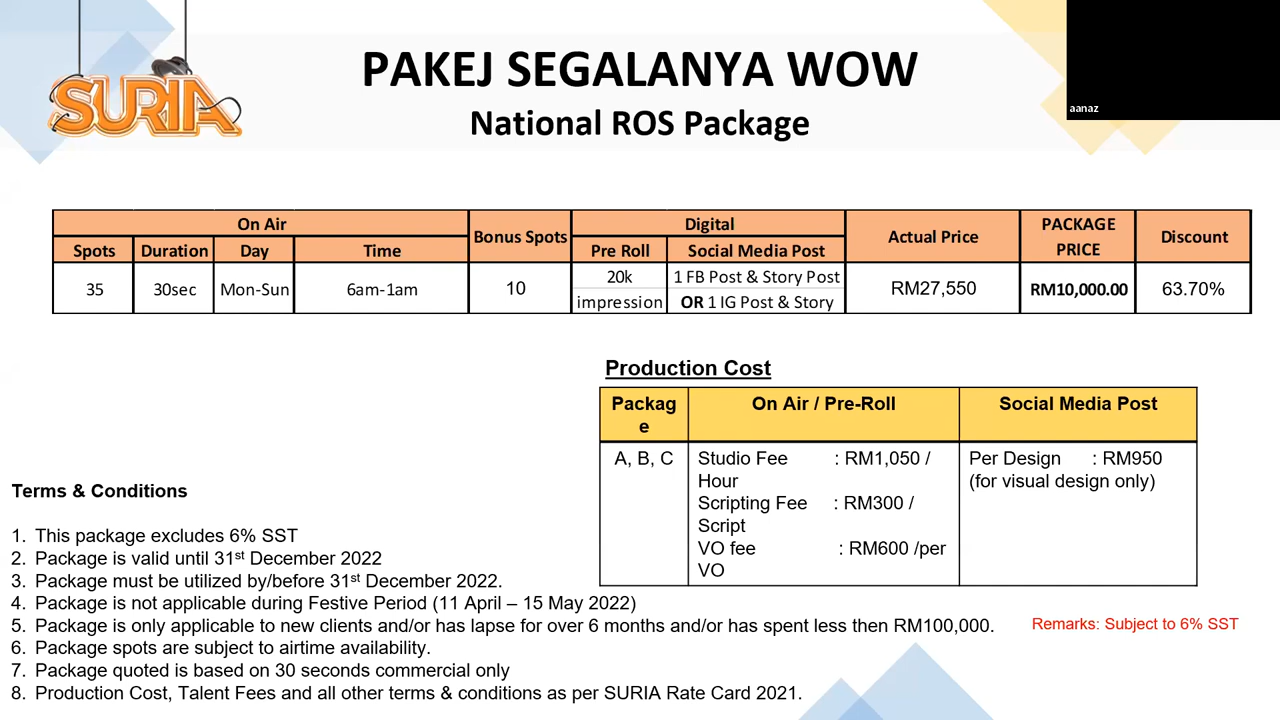 SURIA
PAKEJ SEGALANYA WOW
National ROS Package
aanaz
On Air
Bonus Spots
Digital
Actual Price
PACKAGE
PRICE
Discount
Spots
Duration
Day
Time
Pre Roll
Social Media Post
35
30sec
Mon-Sun
6am-1am
10
20k
impression
1 FB Post & Story Post
OR 1 IG Post & Story
RM27,550
RM10,000.00
63.70%
Production Cost
Packag
e
On Air / Pre-Roll
Social Media Post
A, B, C
Studio Fee : RM1,050 /
Hour
Scripting Fee : RM300 /
Script
VO fee : RM600 /per
VO
Per Design : RM950
(for visual design only)
Terms & Conditions
1. This package excludes 6% SST
2. Package is valid until 31st December 2022
3. Package must be utilized by/before 31st December 2022.
4. Package is not applicable during Festive Period (11 April – 15 May 2022)
5. Package is only applicable to new clients and/or has lapse for over 6 months and/or has spent less then RM100,000.
6. Package spots are subject to airtime availability.
7. Package quoted is based on 30 seconds commercial only
8. Production Cost, Talent Fees and all other terms & conditions as per SURIA Rate Card 2021.
Remarks: Subject to 6% SST